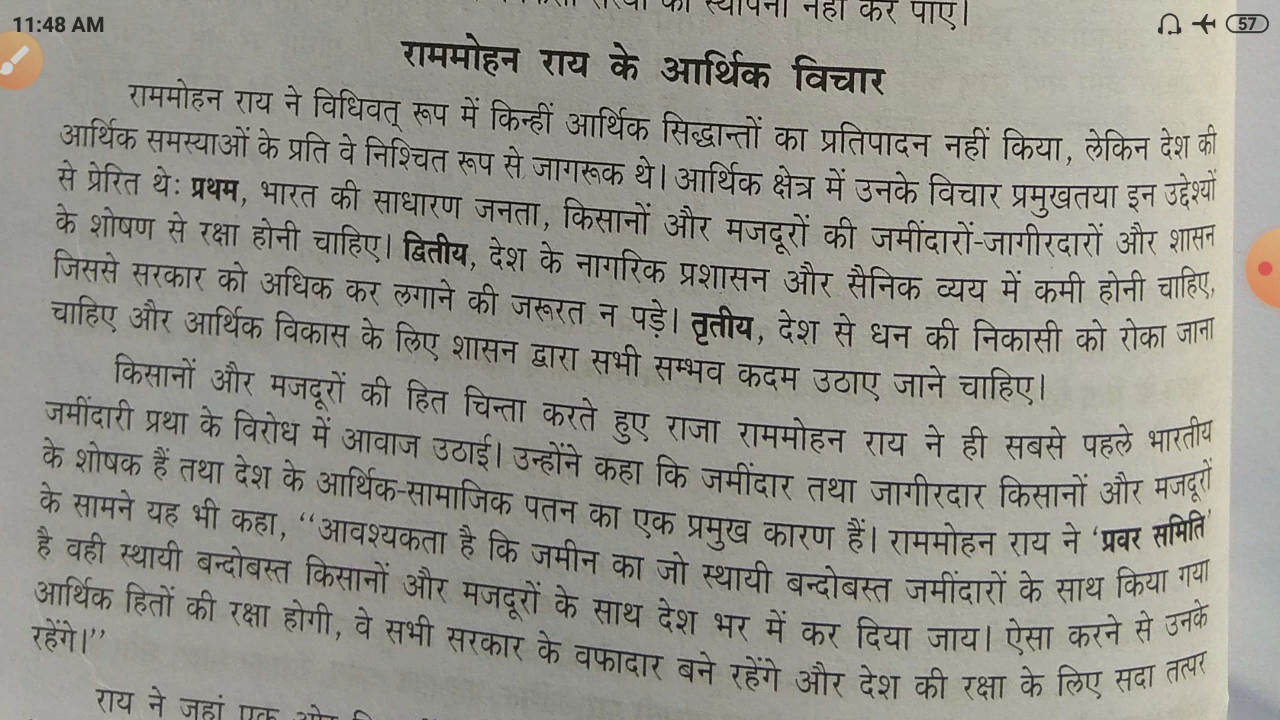 11:48 AM
57
स्थापना नहीं कर पाए।
राममोहन राय के आर्थिक विचार
राममोहन राय ने विधिवत् रूप में किन्हीं आर्थिक सिद्धान्तों का प्रतिपादन नहीं किया, लेकिन देश की
आर्थिक समस्याओं के प्रति वे निश्चित रूप से जागरूक थे। आर्थिक क्षेत्र में उनके विचार प्रमुखतया इन उद्देश्यों
से प्रेरित थे: प्रथम, भारत की साधारण जनता, किसानों और मजदूरों की जमींदारों-जागीरदारों और शासन
के शोषण से रक्षा होनी चाहिए। द्वितीय, देश के नागरिक प्रशासन और सैनिक व्यय में कमी होनी चाहिए,
जिससे सरकार को अधिक कर लगाने की जरूरत न पड़े। तृतीय, देश से धन की निकासी को रोका जाना
चाहिए और आर्थिक विकास के लिए शासन द्वारा सभी सम्भव कदम उठाए जाने चाहिए।
किसानों और मजदूरों की हित चिन्ता करते हुए राजा राममोहन राय ने ही सबसे पहले भारतीय
जमींदारी प्रथा के विरोध में आवाज उठाई। उन्होंने कहा कि जमींदार तथा जागीरदार किसानों और मजदूरों
के शोषक हैं तथा देश के आर्थिक-सामाजिक पतन का एक प्रमुख कारण हैं। राममोहन राय ने ‘प्रवर समिति’
के सामने यह भी कहा, ‘‘आवश्यकता है कि जमीन का जो स्थायी बन्दोबस्त जमींदारों के साथ किया गया
है वही स्थायी बन्दोबस्त किसानों और मजदूरों के साथ देश भर में कर दिया जाय। ऐसा करने से उनके
आर्थिक हितों की रक्षा होगी, वे सभी सरकार के वफादार बने रहेंगे और देश की रक्षा के लिए सदा तत्पर
रहेंगे।’’
राय ने जहां एक ओर